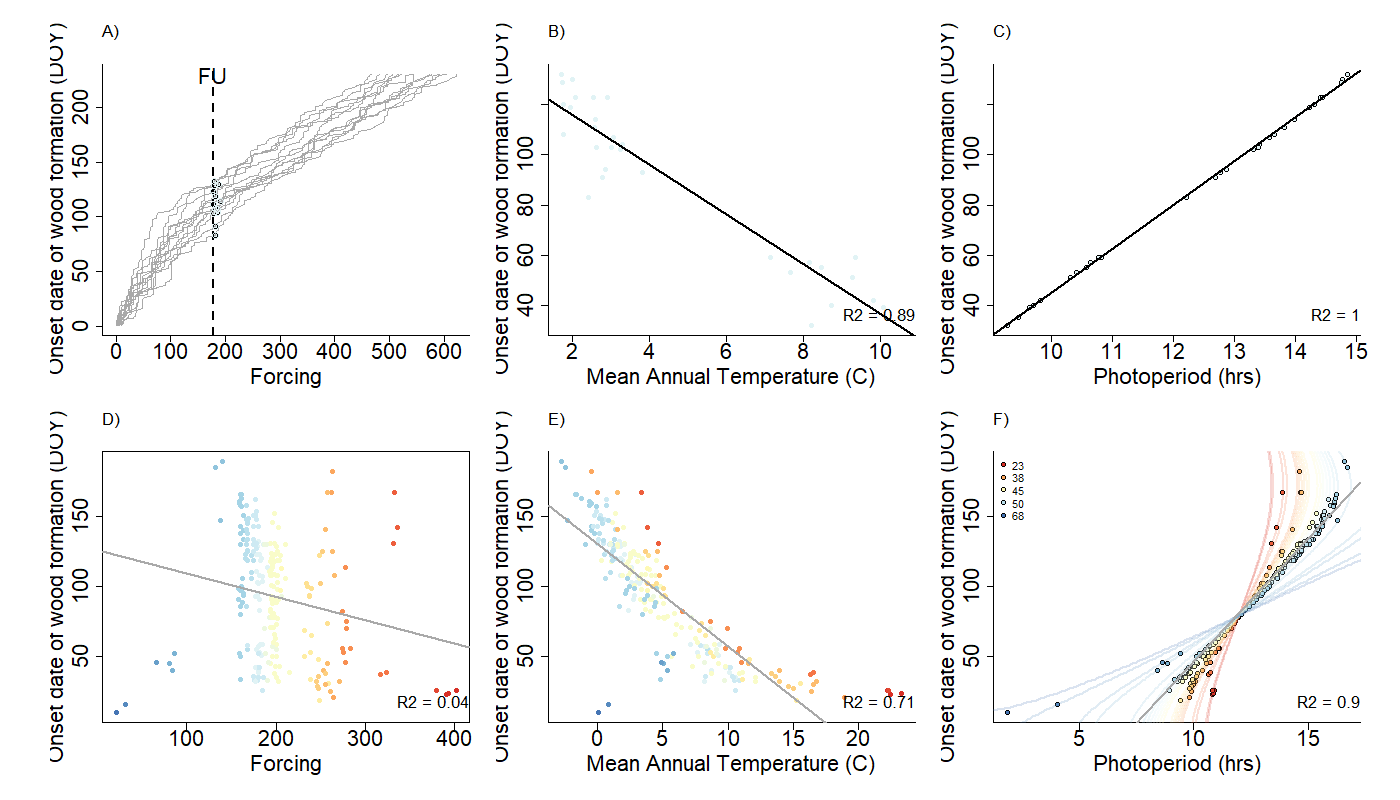 A)
Onset date of wood formation (DOY)
0
50
100
150
200
FU
0 100 200 300 400 500 600
Forcing
B)
Onset date of wood formation (DOY)
40
60
80
100
R2 = 0.89
2 4 6 8 10
Mean Annual Temperature (C)
C)
Onset date of wood formation (DOY)
40
60
80
100
R2 = 1
10 11 12 13 14 15
Photoperiod (hrs)
D)
Onset date of wood formation (DOY)
50
100
150
R2 = 0.04
100 200 300 400
Forcing
E)
Onset date of wood formation (DOY)
50
100
150
R2 = 0.71
0 5 10 15 20
Mean Annual Temperature (C)
F)
Onset date of wood formation (DOY)
50
100
150
23
38
45
50
68
R2 = 0.9
5 10 15
Photoperiod (hrs)